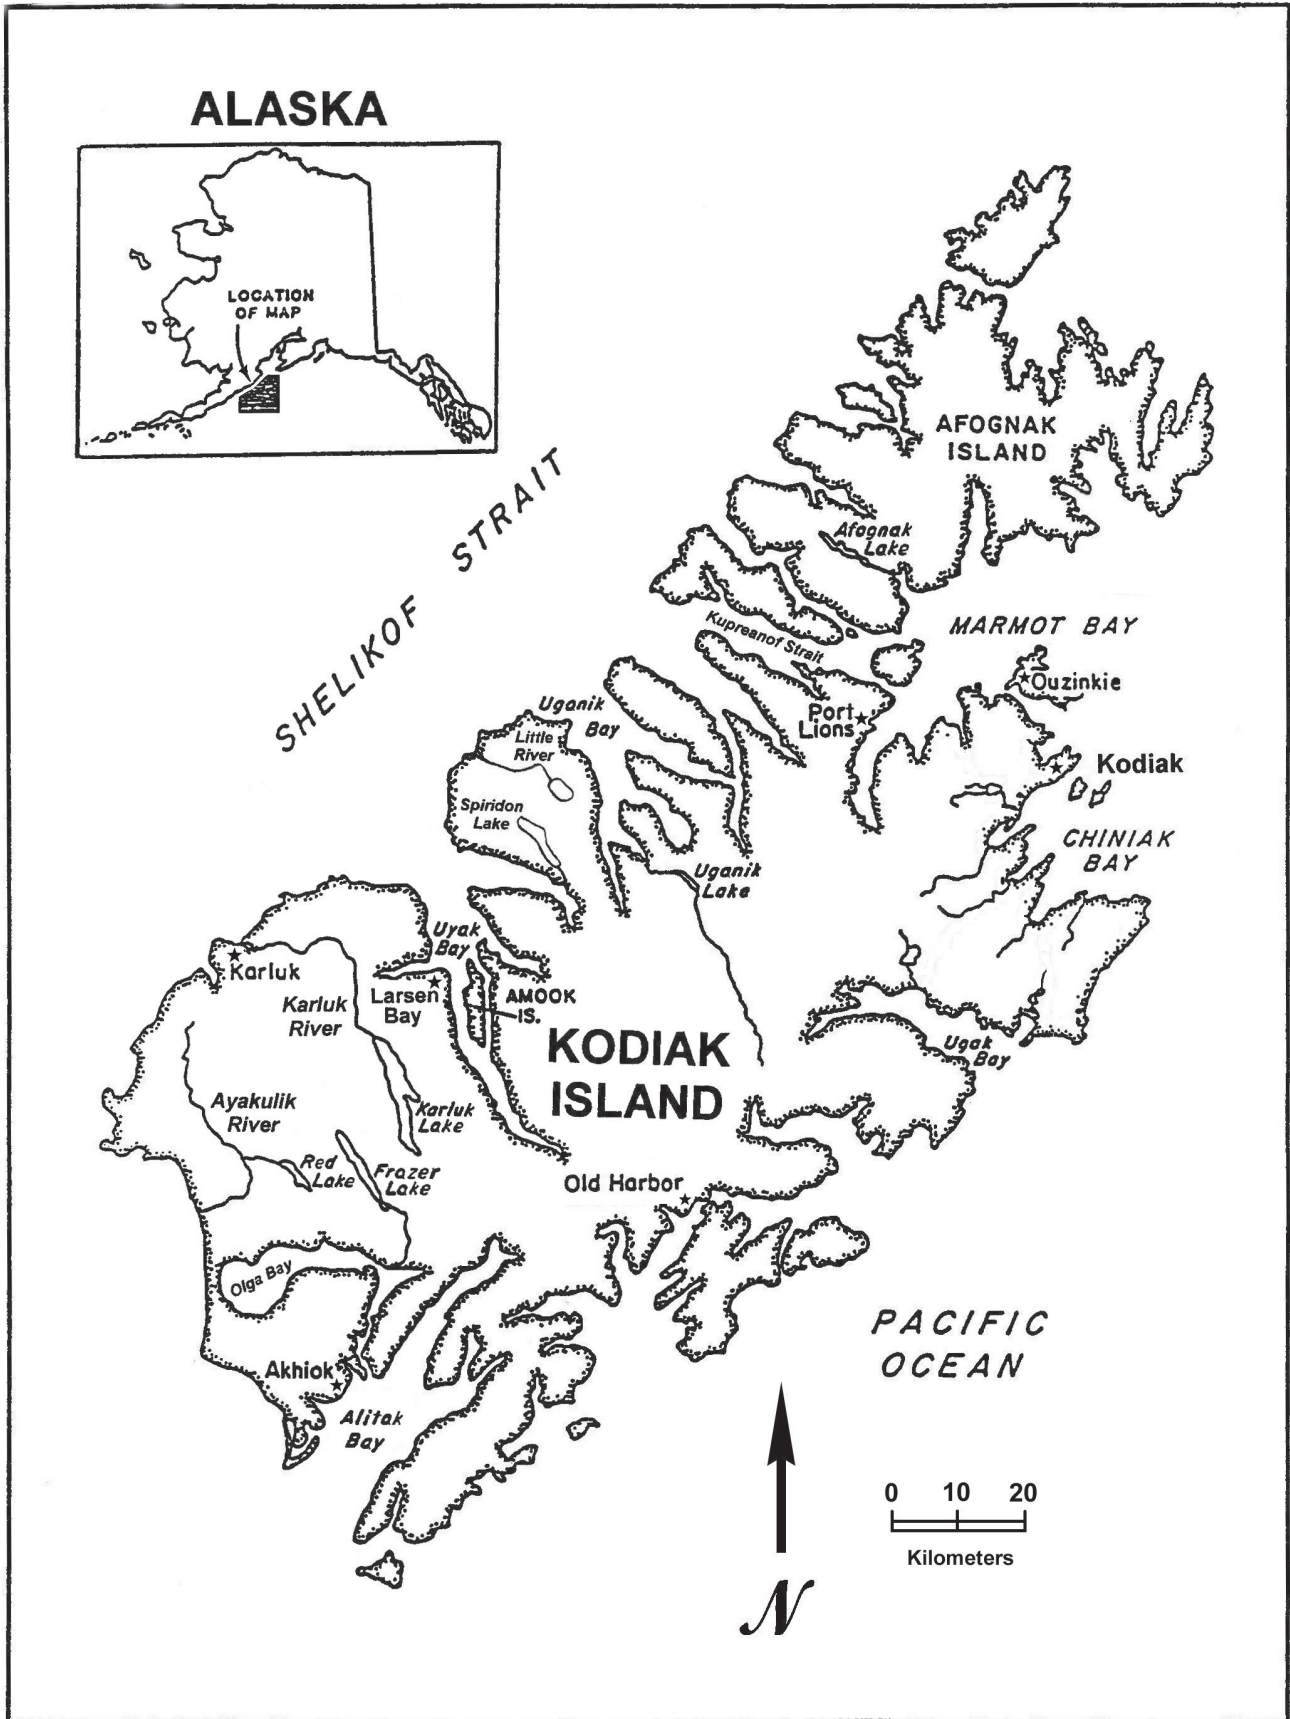 ALASKA
LOCATION
OF MAP
SHELIKOF STRAIT
AFOGNAK
ISLAND
Afognak
Lake
MARMOT BAY
Kupreanof Strait
Ouzinkie
Port
Lions
Uganik
Bay
Little
River
Kodiak
Spiridon
Lake
CHINIAK
BAY
Uganik
Lake
Uyak
Bay
Karluk
Karluk
River
Larsen
Bay
AMOOK
IS.
KODIAK
ISLAND
Ugak
Bay
Ayakulik
River
Karluk
Lake
Red
Lake
Frazer
Lake
Old Harbor
Olga Bay
Akhiok
Alitak
Bay
PACIFIC
OCEAN
0 10 20
Kilometers
N